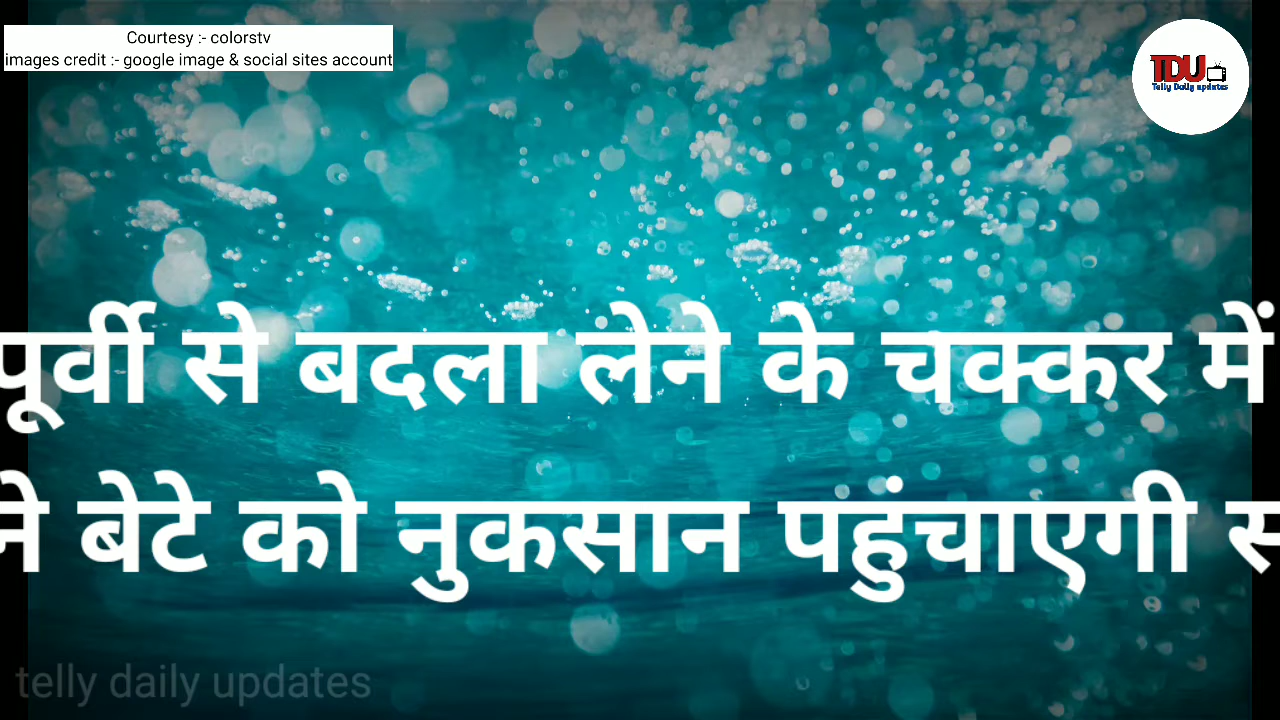 Courtesy :- colorstv
images credit :- google image & social sites account
TDU
Telly Daily updates
पूर्वी से बदला लेने के चक्कर में
बेटे को नुकसान पहुंचाएगी
telly daily updates